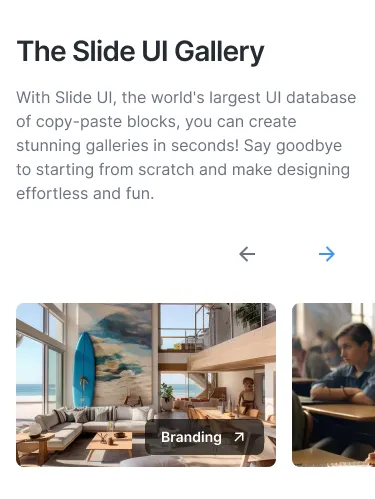 The Slide UI Gallery
With Slide UI, the world's largest UI database
of copy-paste blocks, you can create
stunning galleries in seconds! Say goodbye
to starting from scratch and make designing
effortless and fun.
Branding